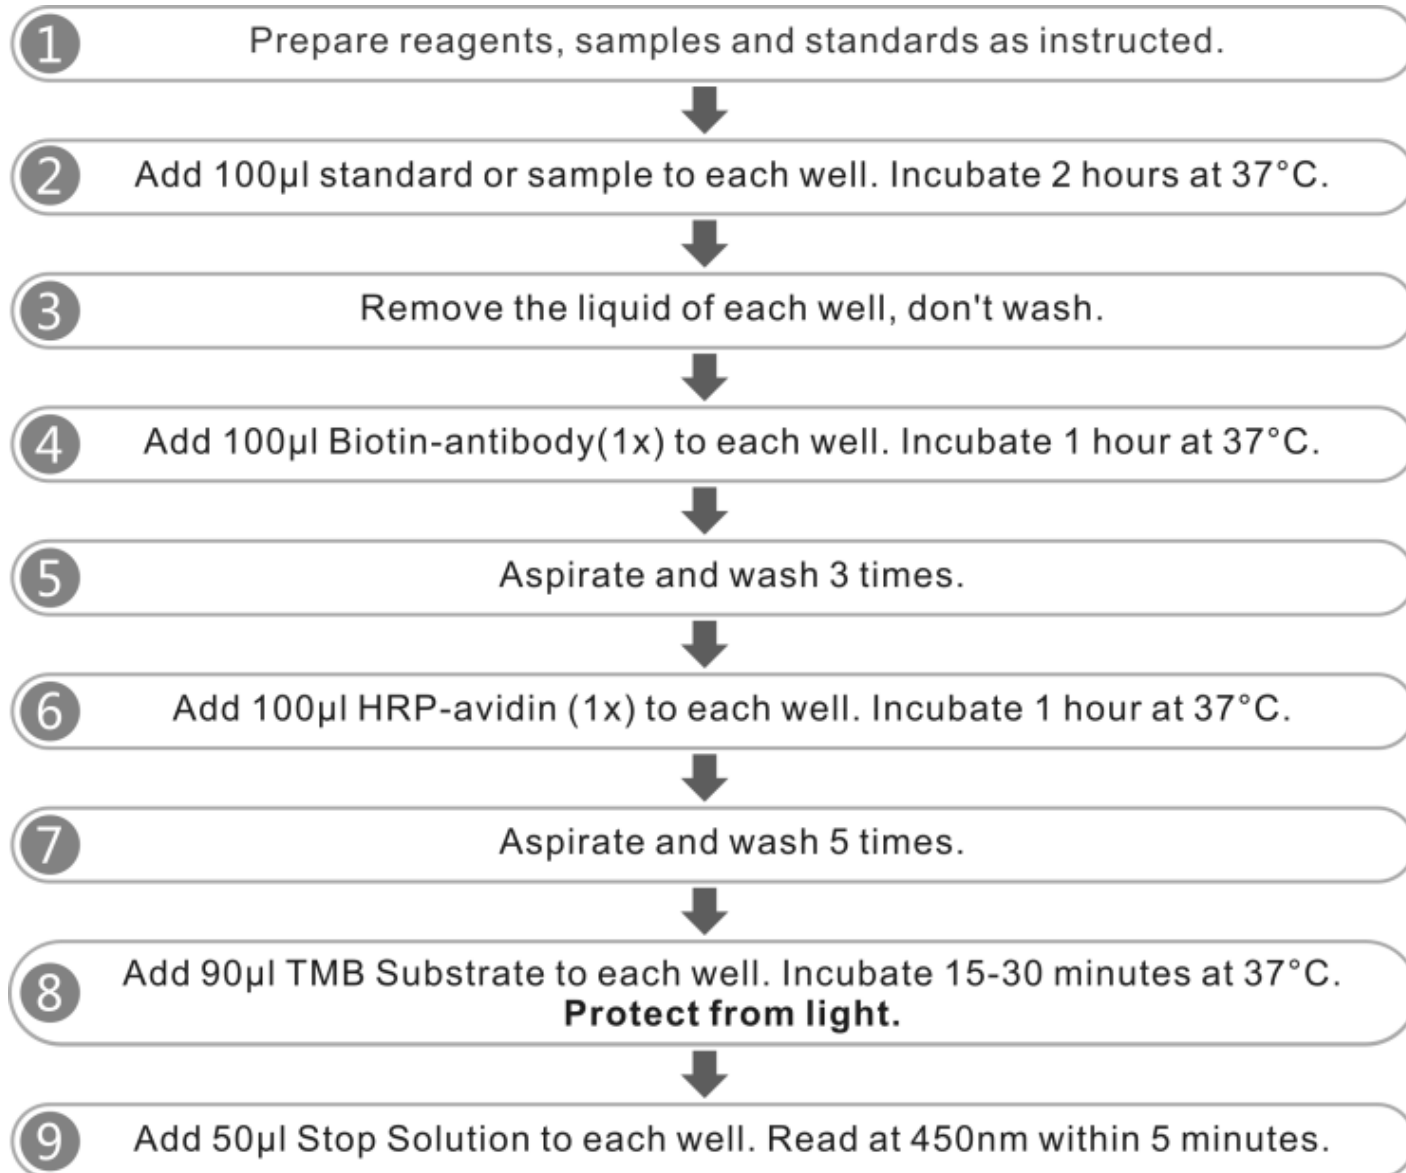 1 Prepare reagents, samples and standards as instructed.
2 Add 100μl standard or sample to each well. Incubate 2 hours at 37°C.
3 Remove the liquid of each well, don't wash.
4 Add 100μl Biotin-antibody(1x) to each well. Incubate 1 hour at 37°C.
5 Aspirate and wash 3 times.
6 Add 100μl HRP-avidin (1x) to each well. Incubate 1 hour at 37°C.
7 Aspirate and wash 5 times.
8 Add 90μl TMB Substrate to each well. Incubate 15-30 minutes at 37°C.
Protect from light.
9 Add 50μl Stop Solution to each well. Read at 450nm within 5 minutes.